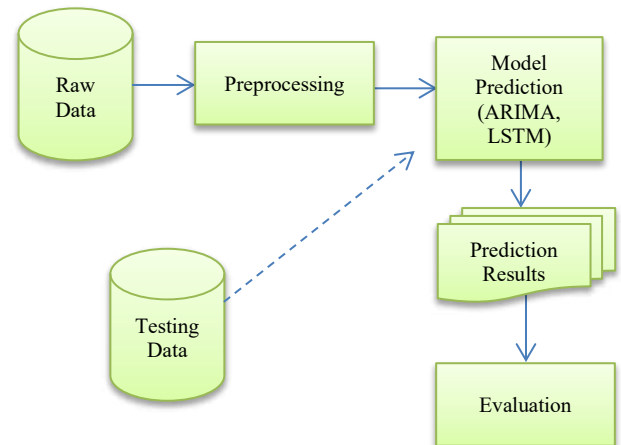 Raw
Data
Preprocessing
Model
Prediction
(ARIMA,
LSTM)
Prediction
Results
Testing
Data
Evaluation